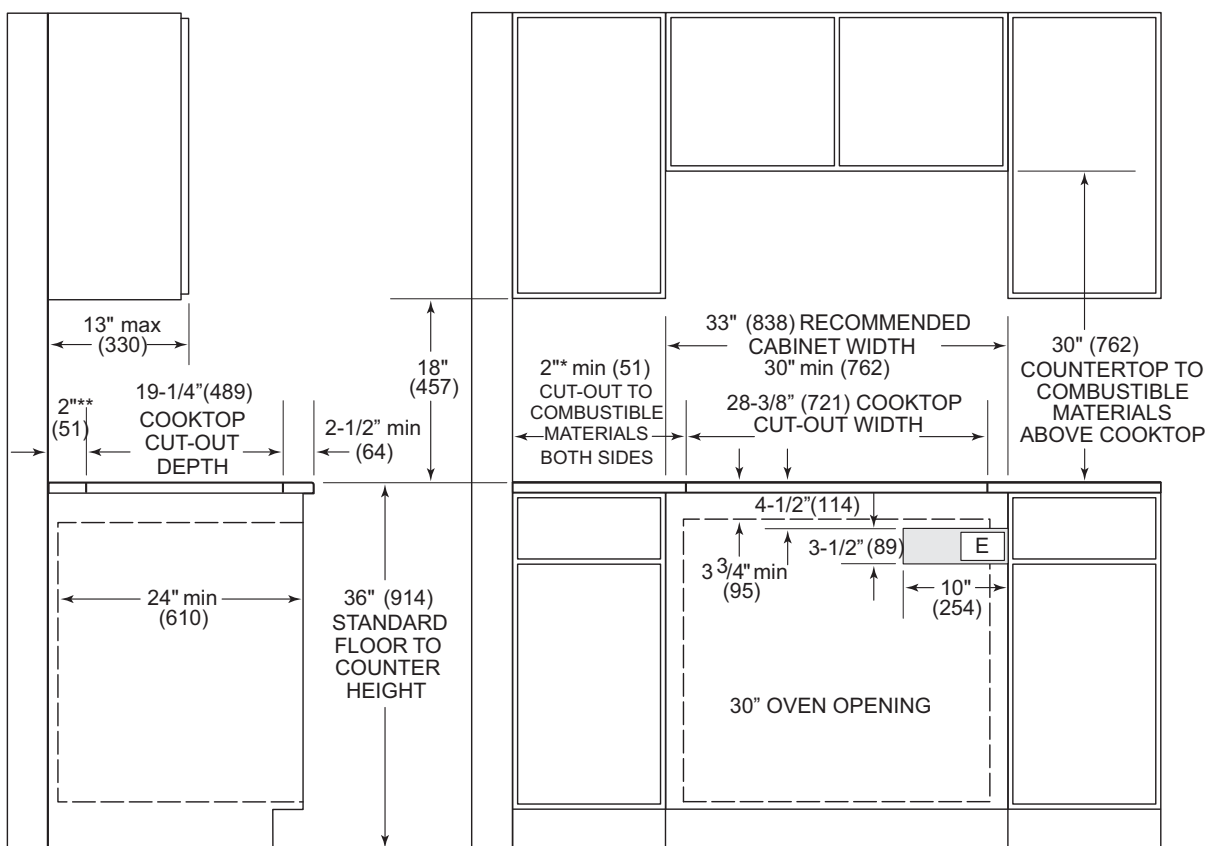 13" max
(330)
19-1/4”(489)
COOKTOP
CUT-OUT
DEPTH
2"**
(51)
2-1/2” min
(64)
18"
(457)
24" min
(610)
36" (914)
STANDARD
FLOOR TO
COUNTER
HEIGHT
33" (838) RECOMMENDED
CABINET WIDTH
30" min (762)
2"* min (51)
CUT-OUT TO
COMBUSTIBLE
MATERIALS
BOTH SIDES
28-3/8” (721) COOKTOP
CUT-OUT WIDTH
30" (762)
COUNTERTOP TO
COMBUSTIBLE
MATERIALS
ABOVE COOKTOP
4-1/2”(114)
3-1/2” (89)
E
3 3/4" min
(95)
10"
(254)
30” OVEN OPENING